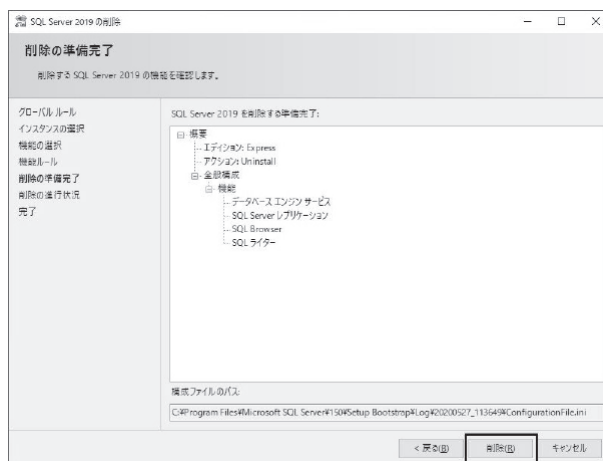 SQL Server 2019 の削除
削除の準備完了
削除する SQL Server 2019 の機能を確認します。
グローバル ルール
インスタンスの選択
機能の選択
機能ルール
削除の準備完了
削除の進行状況
完了
SQL Server 2019 を削除する準備完了:
概要
エディション: Express
アクション: Uninstall
全般構成
機能
データベース エンジン サービス
SQL Server レプリケーション
SQL Browser
SQL ライター
構成ファイルのパス:
C:¥Program Files¥Microsoft SQL Server¥150¥Setup Bootstrap¥Log¥20200527_113649¥ConfigurationFile.ini
< 戻る(B)
削除(R)
キャンセル